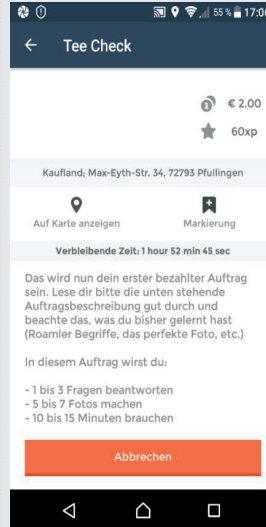 55 % 17:06
Tee Check
€ 2.00
60xp
Kaufland; Max-Eyth-Str. 34, 72793 Pfullingen
Auf Karte anzeigen Markierung
Verbleibende Zeit: 1 hour 52 min 45 sec
Das wird nun dein erster bezahlter Auftrag
sein. Lese dir bitte die unten stehende
Auftragsbeschreibung gut durch und
beachte das, was du bisher gelernt hast
(Roamler Begriffe, das perfekte Foto, etc.)
In diesem Auftrag wirst du:
- 1 bis 3 Fragen beantworten
- 5 bis 7 Fotos machen
- 10 bis 15 Minuten brauchen
Abbrechen